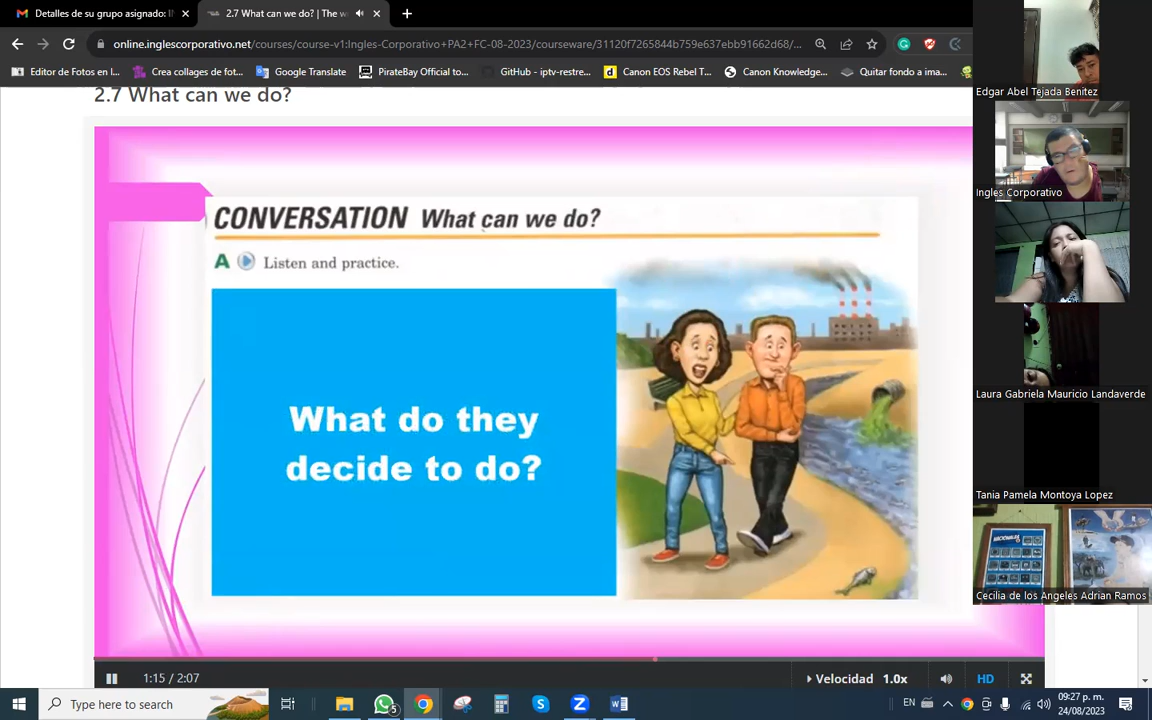 Detalles de su grupo asignado: I
2.7 What can we do? | The w
online.inglescorporativo.net/courses/course-v1:Ingles-Corporativo+PA2+FC-08-2023/courseware/31120f7265844b759e637ebb91662d68/...
Editor de Fotos en l...
Crea collages de fot...
Google Translate
PirateBay Official to...
GitHub - iptv-restre...
Canon EOS Rebel T...
Canon Knowledge...
Quitar fondo a ima...
2.7 What can we do?
CONVERSATION What can we do?
A Listen and practice.
What do they
decide to do?
1:15 / 2:07
Velocidad 1.0x
HD
Edgar Abel Tejada Benitez
Ingles Corporativo
Laura Gabriela Mauricio Landaverde
Tania Pamela Montoya Lopez
Cecilia de los Angeles Adrian Ramos
Type here to search
5
EN
09:27 p. m.
24/08/2023